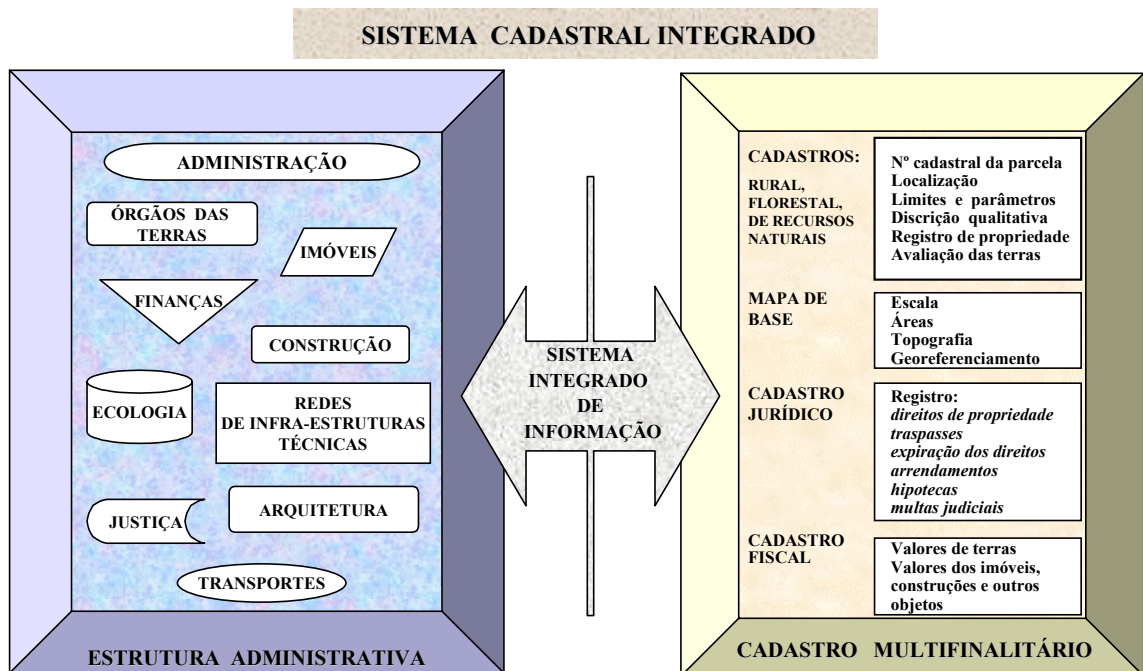 SISTEMA CADASTRAL INTEGRADO
ADMINISTRAÇÃO
ÓRGÃOS DAS
TERRAS
IMÓVEIS
FINANÇAS
CONSTRUÇÃO
ECOLOGIA
REDES
DE INFRA-ESTRUTURAS
TÉCNICAS
JUSTIÇA
ARQUITETURA
TRANSPORTES
ESTRUTURA ADMINISTRATIVA
SISTEMA
INTEGRADO
DE
INFORMAÇÃO
CADASTROS:
RURAL,
FLORESTAL,
DE RECURSOS
NATURAIS
Nº cadastral da parcela
Localização
Limites e parâmetros
Discrição qualitativa
Registro de propriedade
Avaliação das terras
MAPA DE
BASE
Escala
Áreas
Topografia
Georeferenciamento
CADASTRO
JURÍDICO
Registro:
direitos de propriedade
traspasses
expiração dos direitos
arrendamentos
hipotecas
multas judiciais
CADASTRO
FISCAL
Valores de terras
Valores dos imóveis,
construções e outros
objetos
CADASTRO MULTIFINALITÁRIO